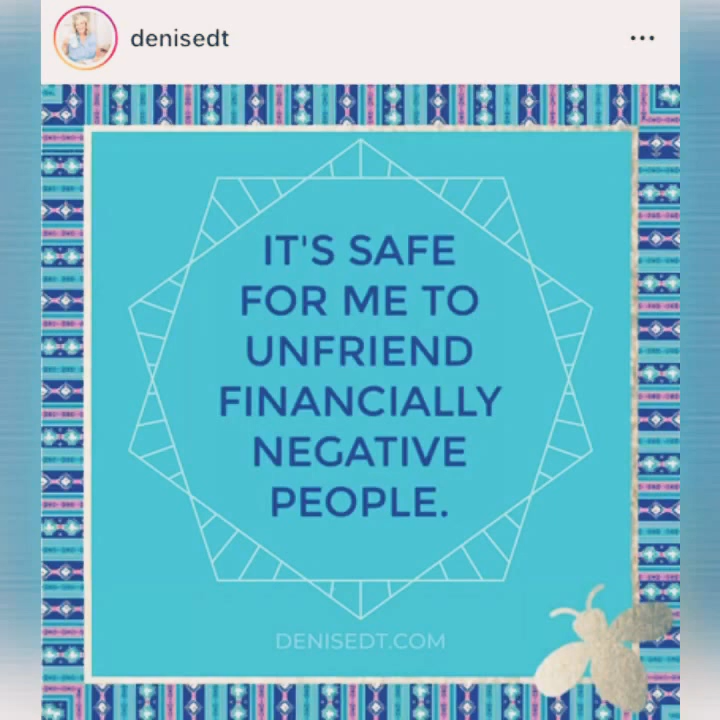 denisedt
IT'S SAFE
FOR ME TO
UNFRIEND
FINANCIALLY
NEGATIVE
PEOPLE.
DENISEDT.COM